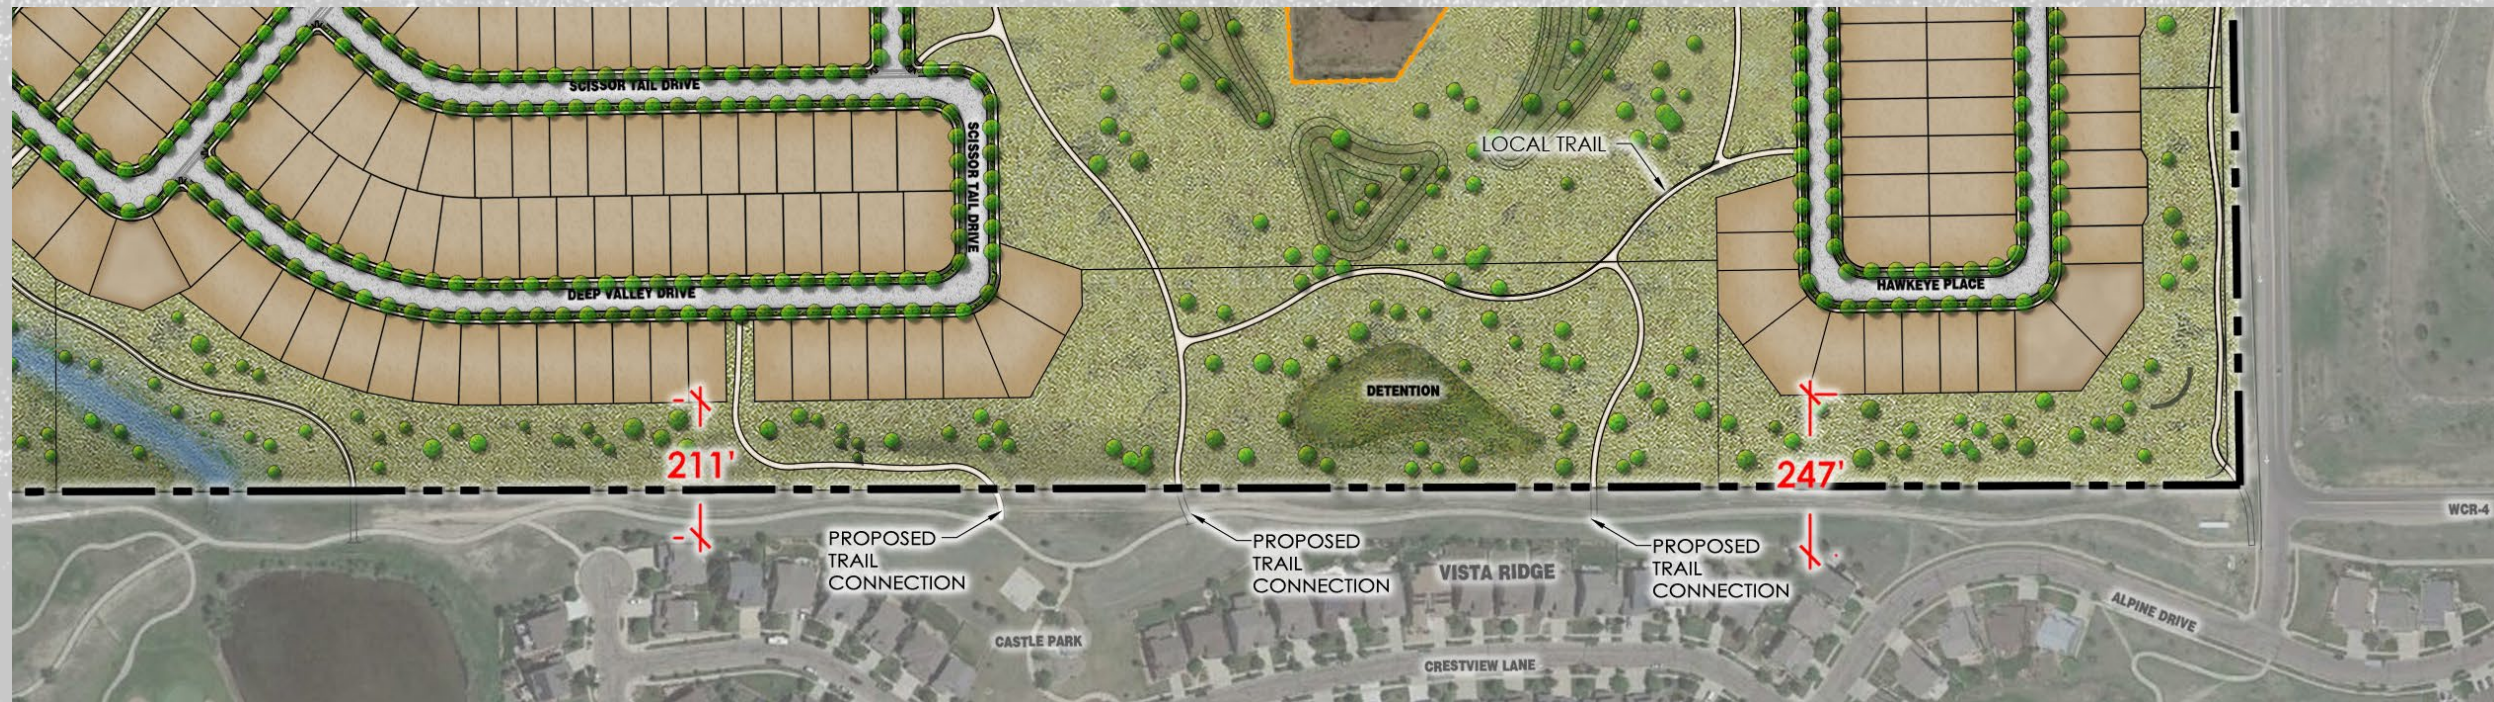 SCISSOR TAIL DRIVE
SCISSOR TAIL DRIVE
LOCAL TRAIL
DEEP VALLEY DRIVE
HAWKEYE PLACE
DETENTION
211'
247'
WCR-4
PROPOSED
TRAIL
CONNECTION
PROPOSED
TRAIL
CONNECTION
PROPOSED
TRAIL
CONNECTION
VISTA RIDGE
ALPINE DRIVE
CASTLE PARK
CRESTVIEW LANE